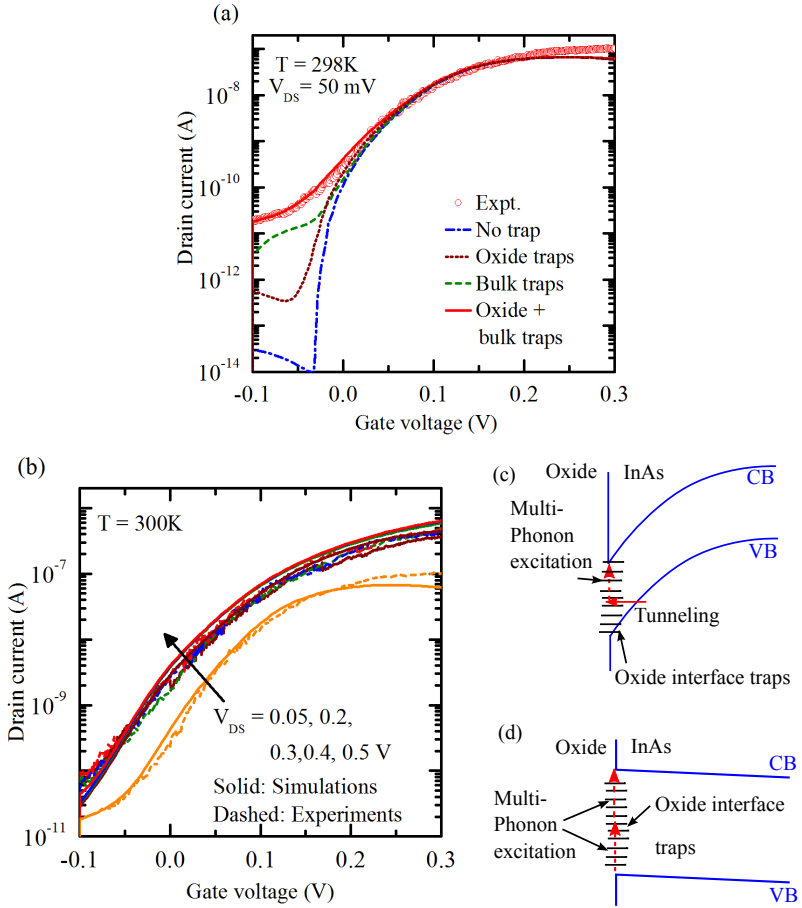 (a)
T = 298K
V_DS = 50 mV
Drain current (A)
10^-8
10^-10
10^-12
10^-14
Expt.
No trap
Oxide traps
Bulk traps
Oxide +
bulk traps
-0.1 0.0 0.1 0.2 0.3
Gate voltage (V)
(b)
T = 300K
Drain current (A)
10^-7
10^-9
10^-11
V_DS = 0.05, 0.2,
0.3,0.4, 0.5 V
Solid: Simulations
Dashed: Experiments
-0.1 0.0 0.1 0.2 0.3
Gate voltage (V)
(c)
Oxide InAs
CB
Multi-
Phonon
excitation
VB
Tunneling
Oxide interface traps
(d)
Oxide InAs
CB
Multi-
Phonon
excitation
Oxide interface
traps
VB